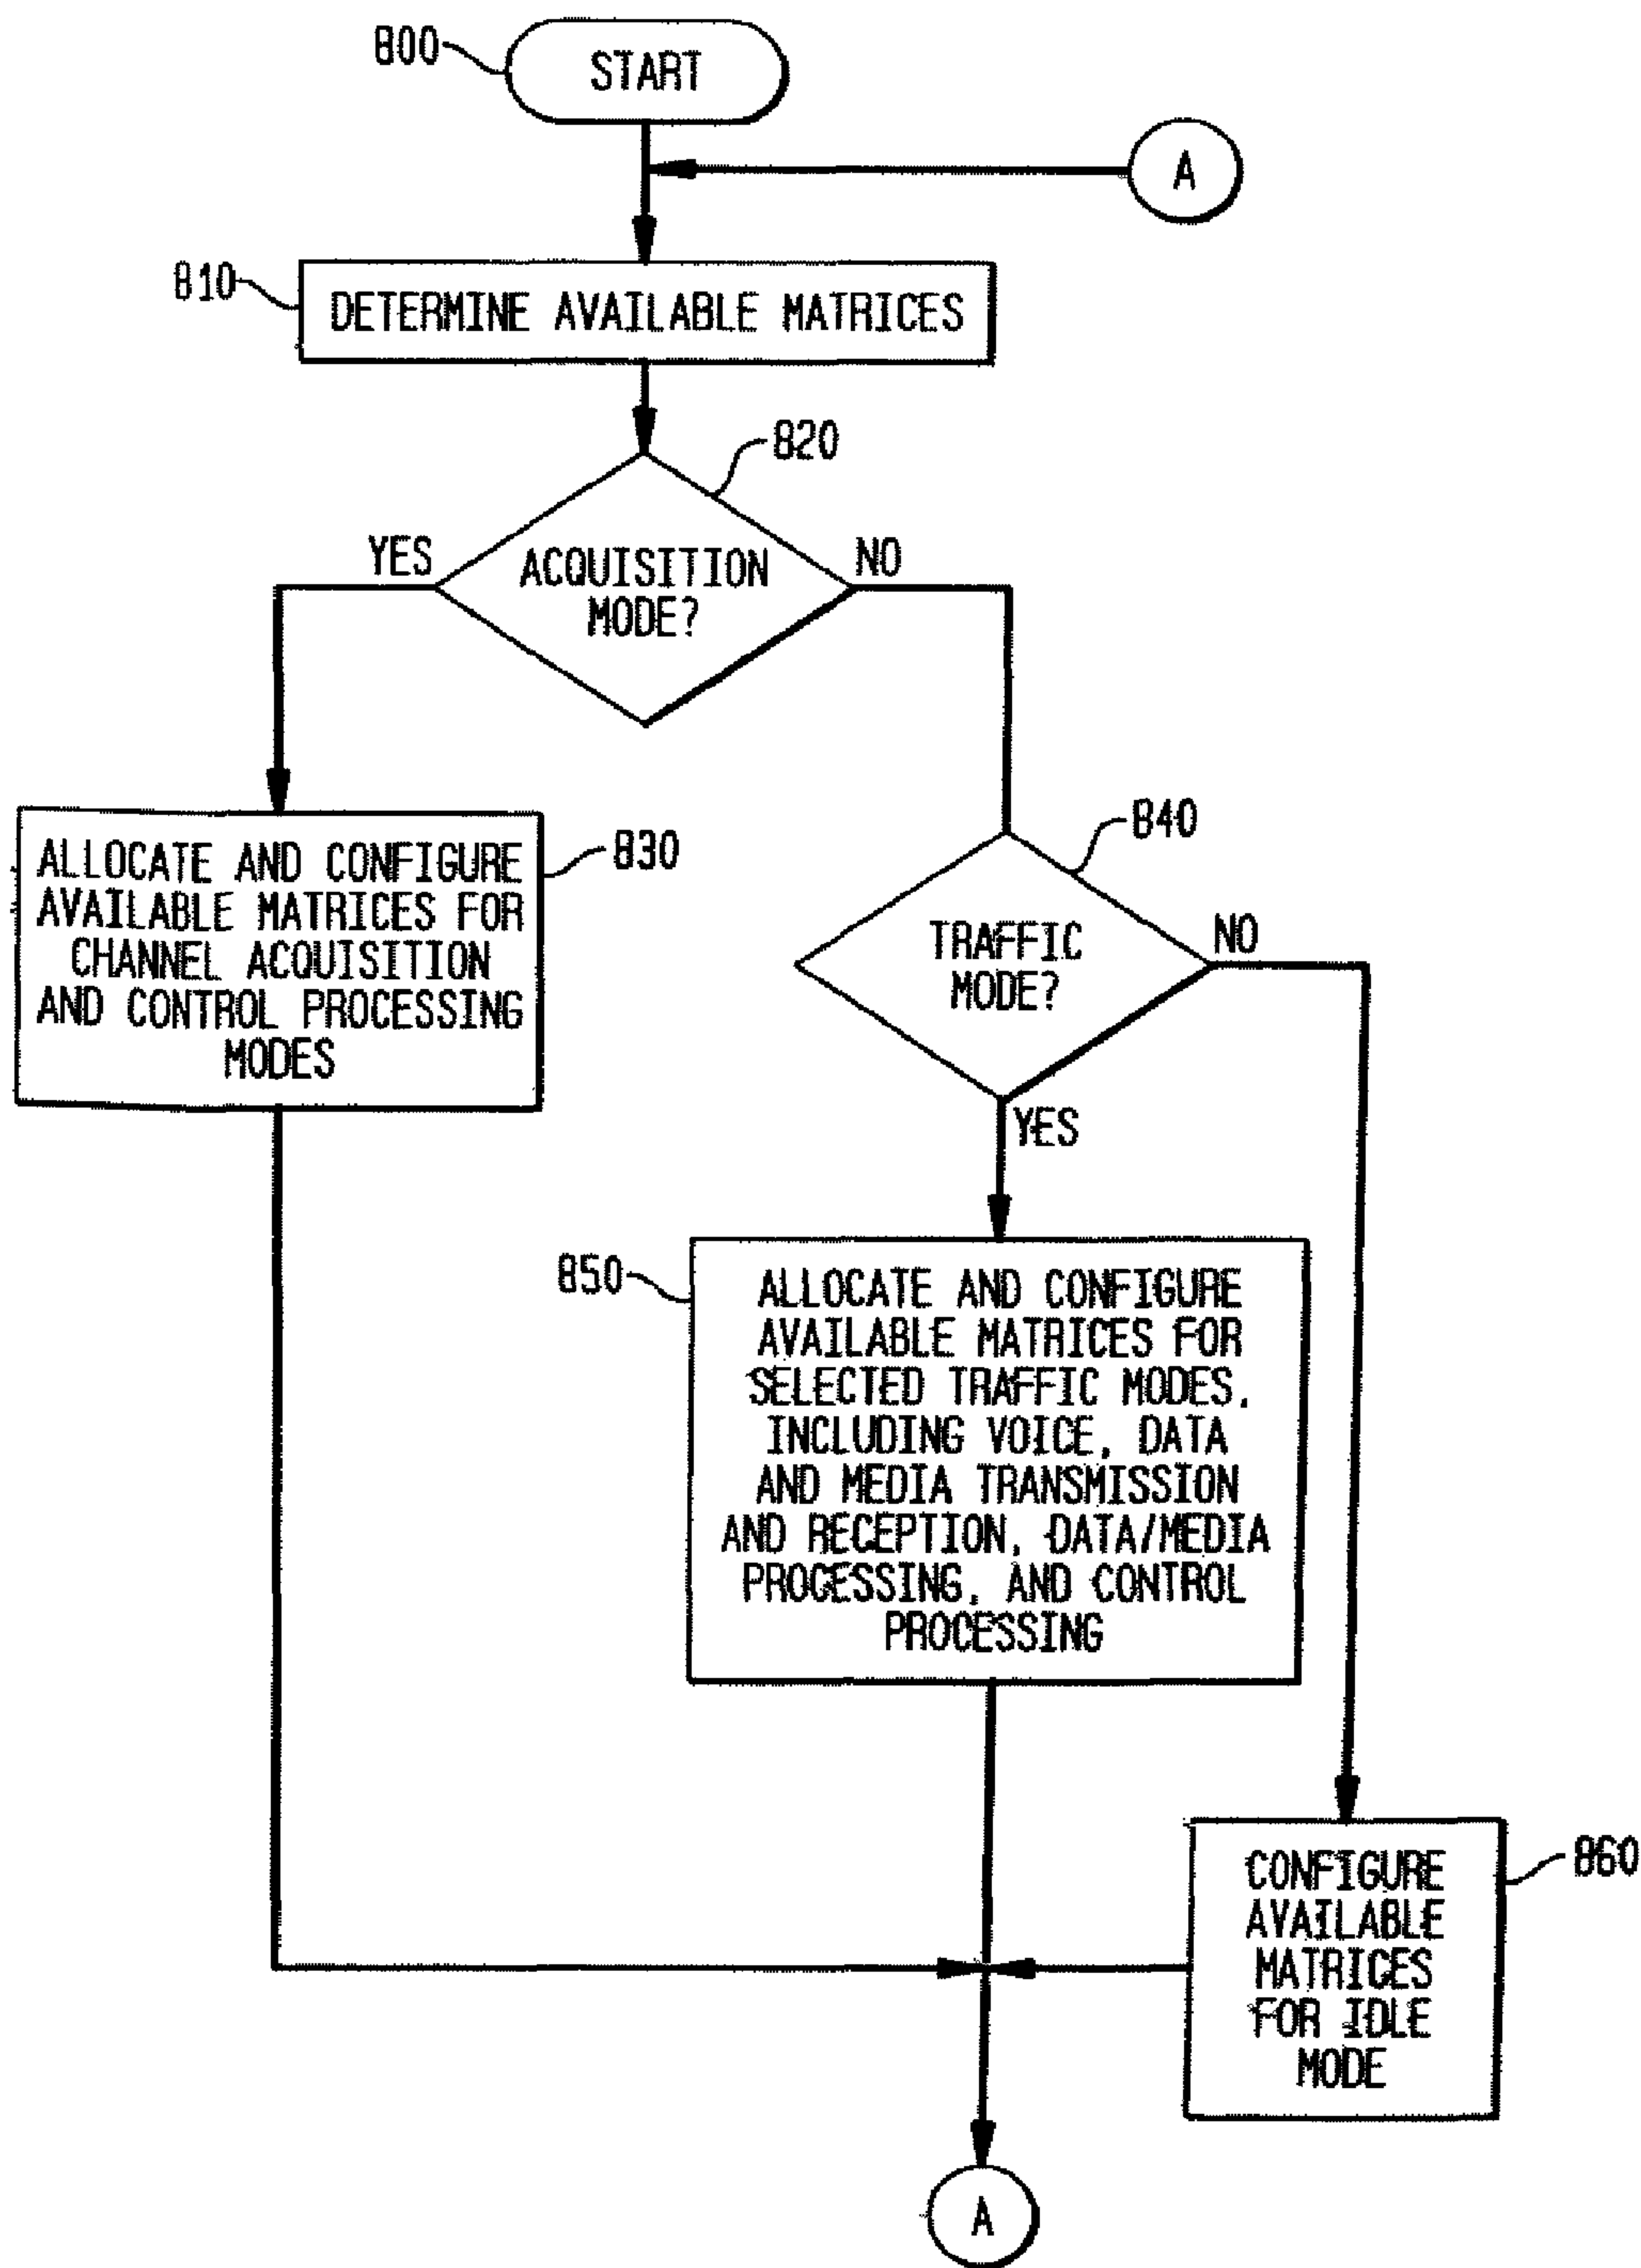 800
START
A
810
DETERMINE AVAILABLE MATRICES
820
YES
NO
ACQUISITION
MODE?
830
ALLOCATE AND CONFIGURE
AVAILABLE MATRICES FOR
CHANNEL ACQUISITION
AND CONTROL PROCESSING
MODES
840
TRAFFIC
MODE?
NO
YES
850
ALLOCATE AND CONFIGURE
AVAILABLE MATRICES FOR
SELECTED TRAFFIC MODES,
INCLUDING VOICE, DATA
AND MEDIA TRANSMISSION
AND RECEPTION, DATA/MEDIA
PROCESSING, AND CONTROL
PROCESSING
860
CONFIGURE
AVAILABLE
MATRICES
FOR IDLE
MODE
A